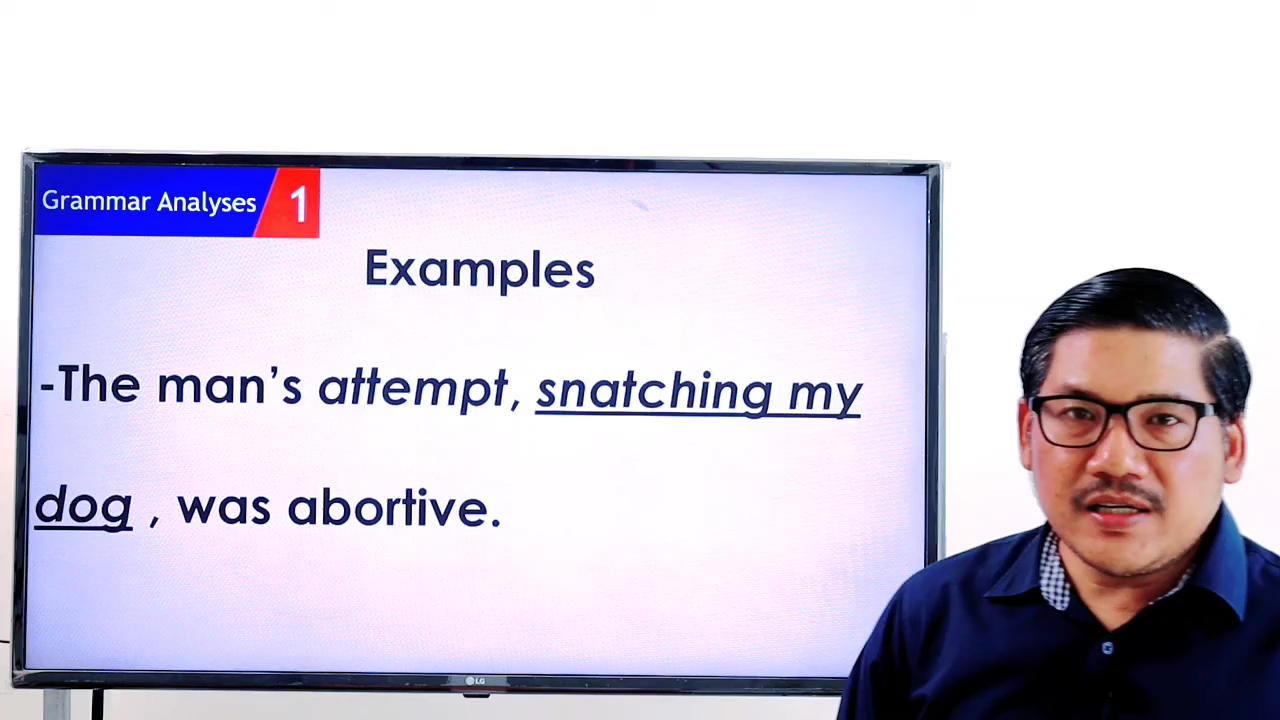 Grammar Analyses 1
Examples
-The man’s attempt, snatching my
dog , was abortive.
LG